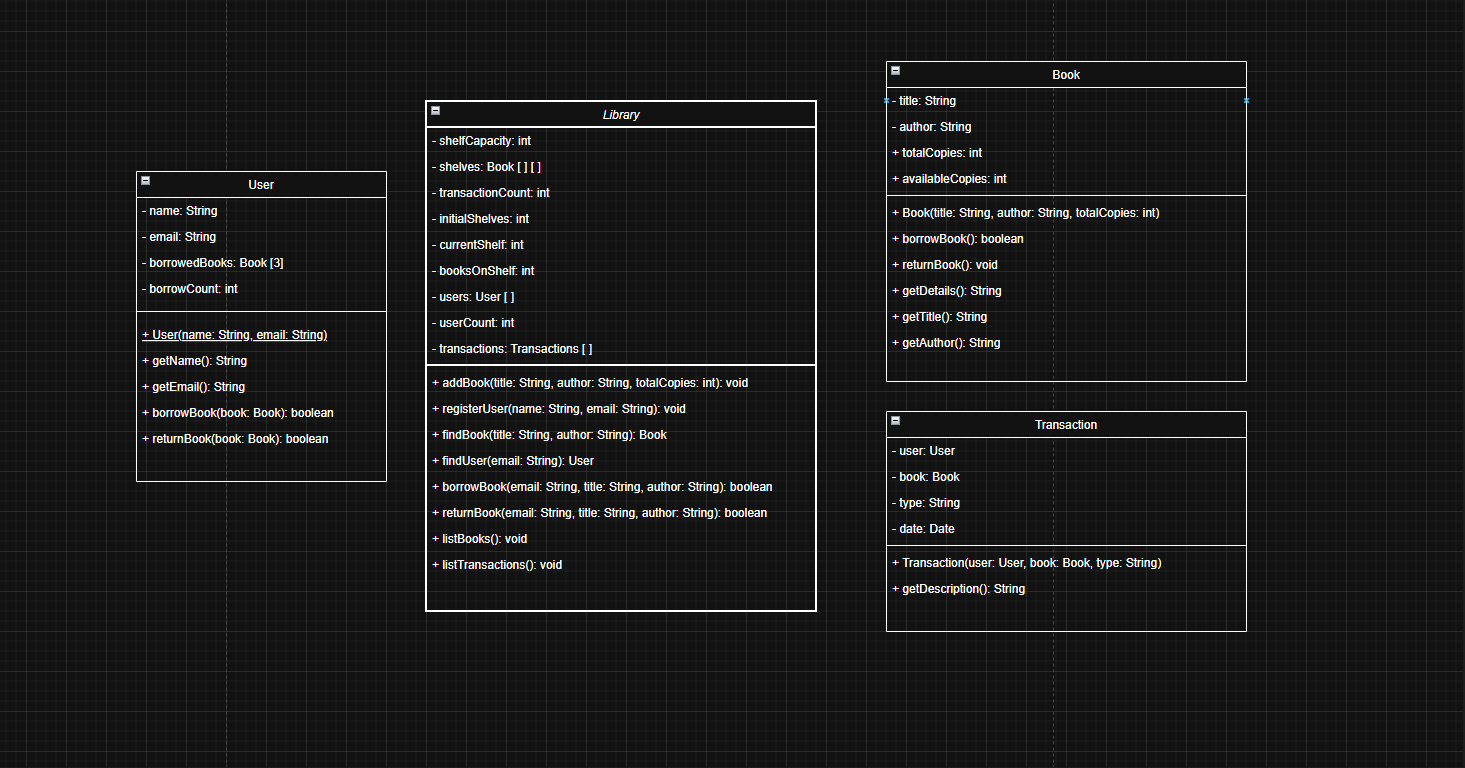 User
- name: String
- email: String
- borrowedBooks: Book [3]
- borrowCount: int
+ User(name: String, email: String)
+ getName(): String
+ getEmail(): String
+ borrowBook(book: Book): boolean
+ returnBook(book: Book): boolean
Library
- shelfCapacity: int
- shelves: Book [ ] [ ]
- transactionCount: int
- initialShelves: int
- currentShelf: int
- booksOnShelf: int
- users: User [ ]
- userCount: int
- transactions: Transactions [ ]
+ addBook(title: String, author: String, totalCopies: int): void
+ registerUser(name: String, email: String): void
+ findBook(title: String, author: String): Book
+ findUser(email: String): User
+ borrowBook(email: String, title: String, author: String): boolean
+ returnBook(email: String, title: String, author: String): boolean
+ listBooks(): void
+ listTransactions(): void
Book
- title: String
- author: String
+ totalCopies: int
+ availableCopies: int
+ Book(title: String, author: String, totalCopies: int)
+ borrowBook(): boolean
+ returnBook(): void
+ getDetails(): String
+ getTitle(): String
+ getAuthor(): String
Transaction
- user: User
- book: Book
- type: String
- date: Date
+ Transaction(user: User, book: Book, type: String)
+ getDescription(): String